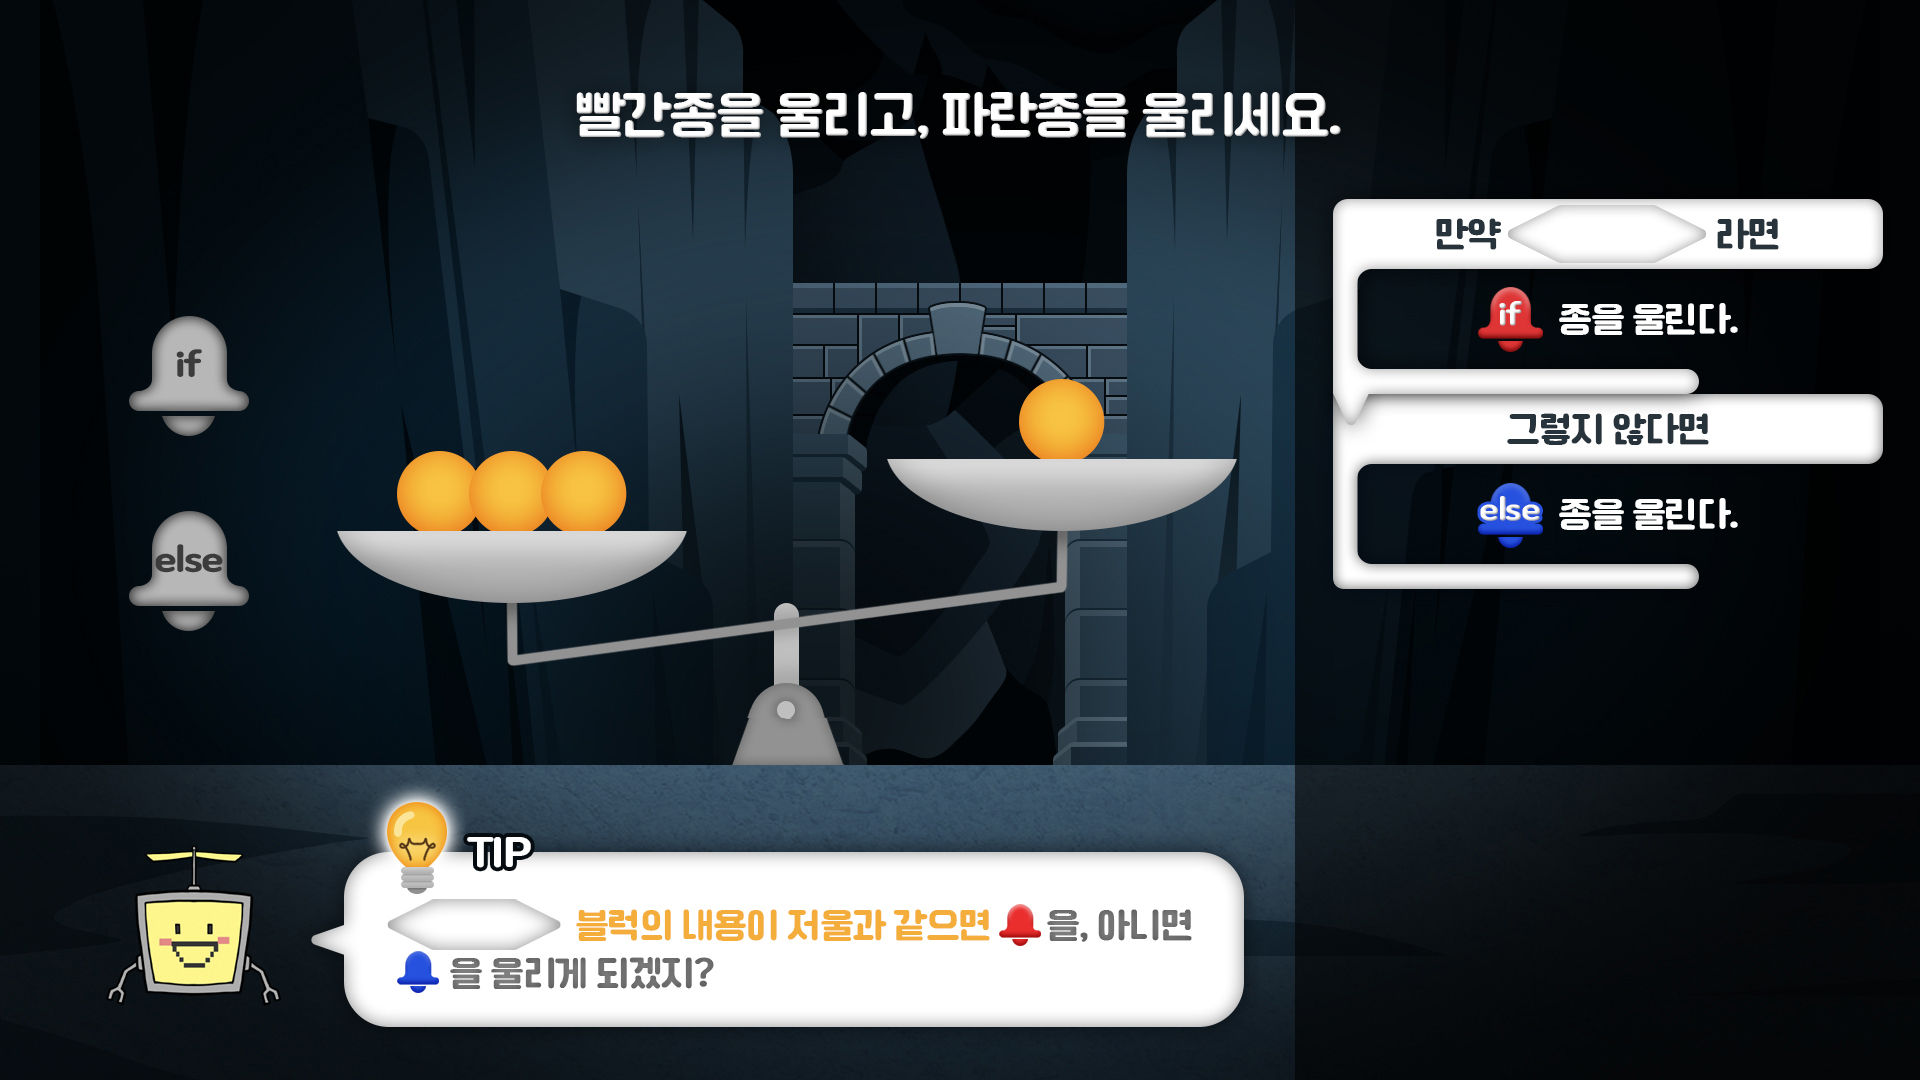 빨간종을 울리고, 파란종을 울리세요.
만약 라면
if 종을 울린다.
그렇지 않다면
else 종을 울린다.
if
else
TIP
블럭의 내용이 저울과 같으면 을, 아니면
을 울리게 되겠지?